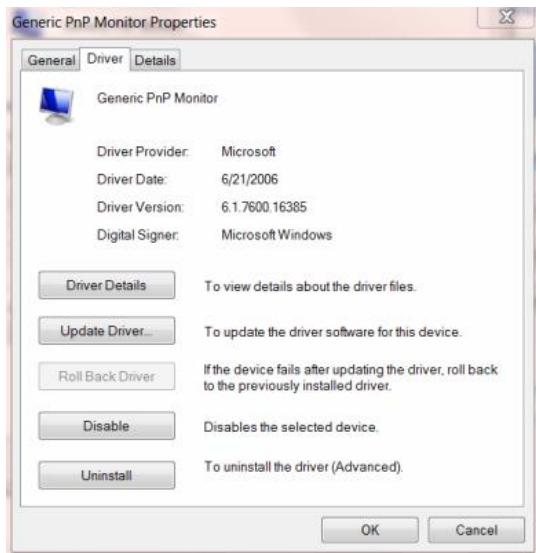 Generic PnP Monitor Properties
General Driver Details
Generic PnP Monitor
Driver Provider: Microsoft
Driver Date: 6/21/2006
Driver Version: 6.1.7600.16385
Digital Signer: Microsoft Windows
Driver Details To view details about the driver files.
Update Driver... To update the driver software for this device.
Roll Back Driver If the device fails after updating the driver, roll back
to the previously installed driver.
Disable Disables the selected device.
Uninstall To uninstall the driver (Advanced).
OK Cancel